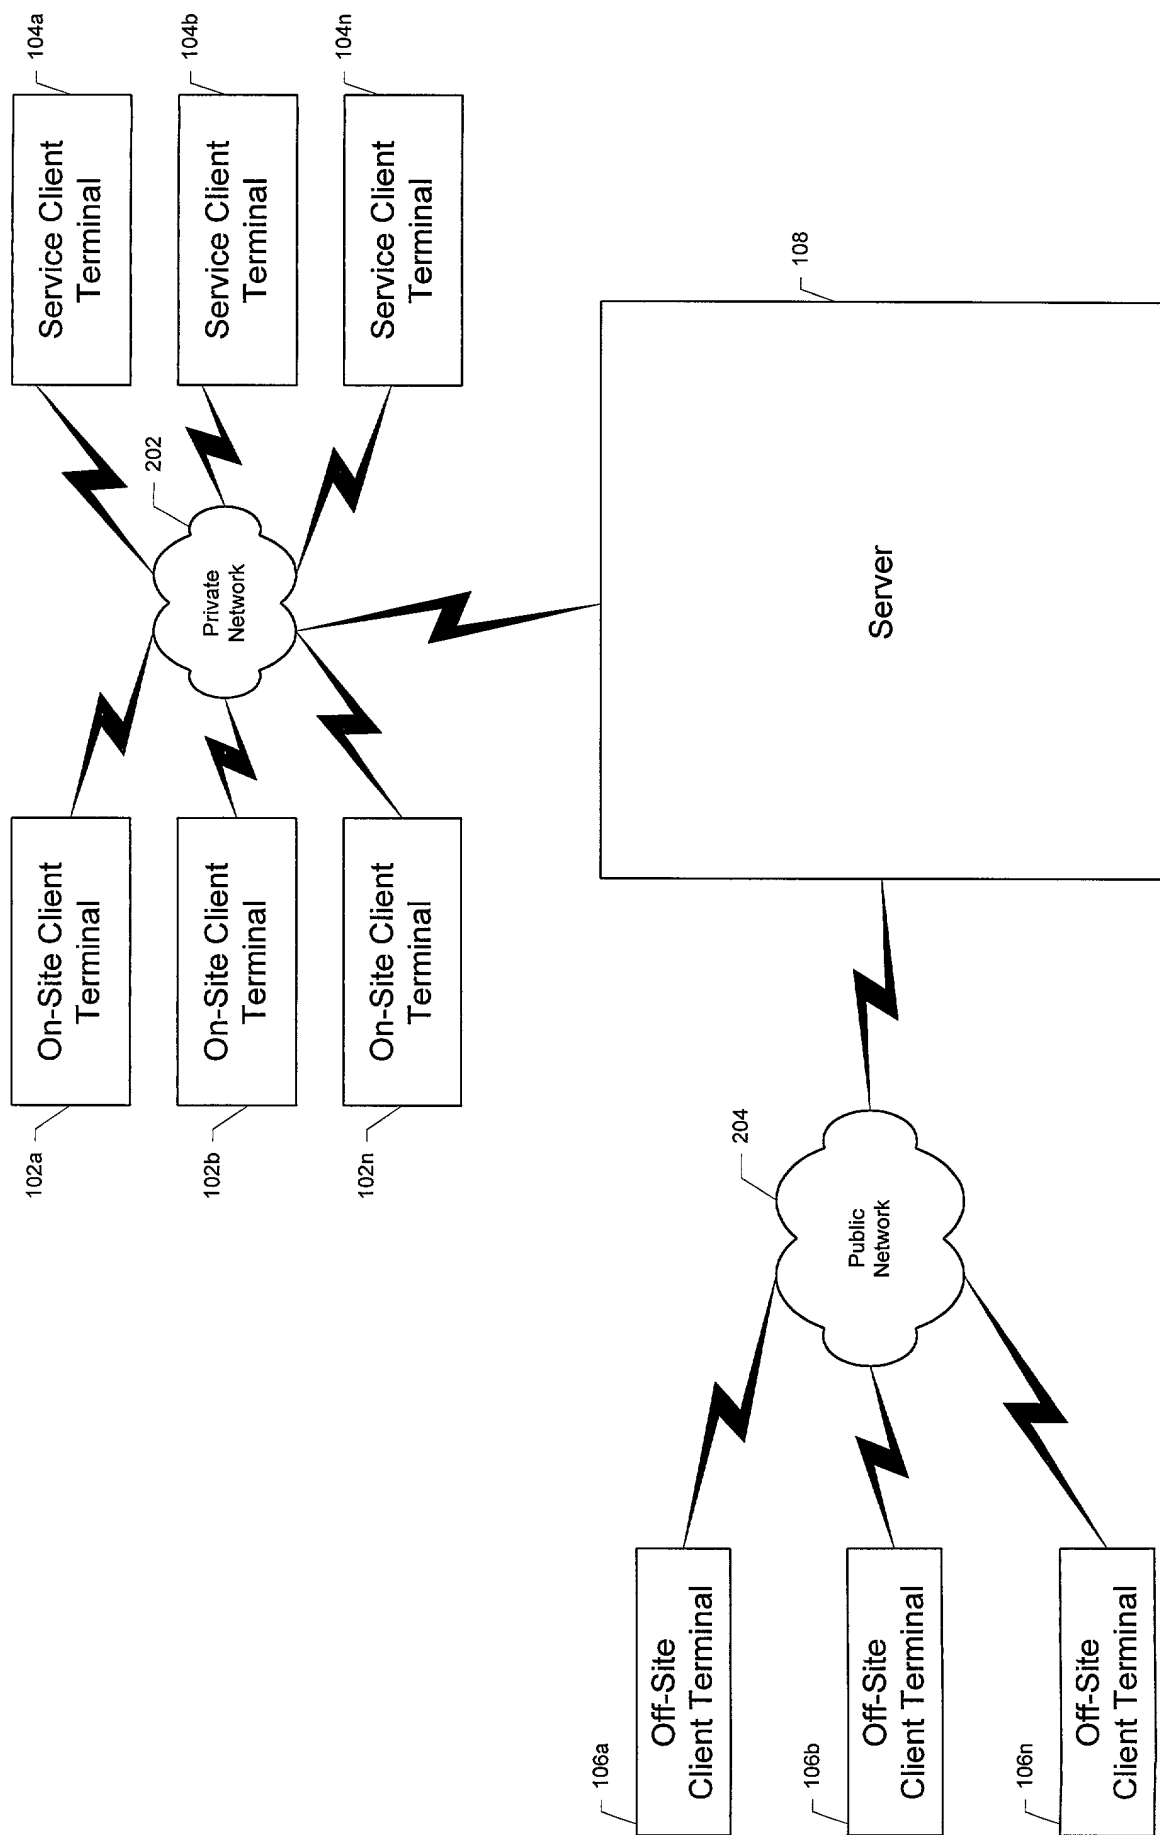 102a
On-Site Client
Terminal
102b
On-Site Client
Terminal
102n
On-Site Client
Terminal
202
Private
Network
104a
Service Client
Terminal
104b
Service Client
Terminal
104n
Service Client
Terminal
106a
Off-Site
Client Terminal
106b
Off-Site
Client Terminal
106n
Off-Site
Client Terminal
204
Public
Network
108
Server